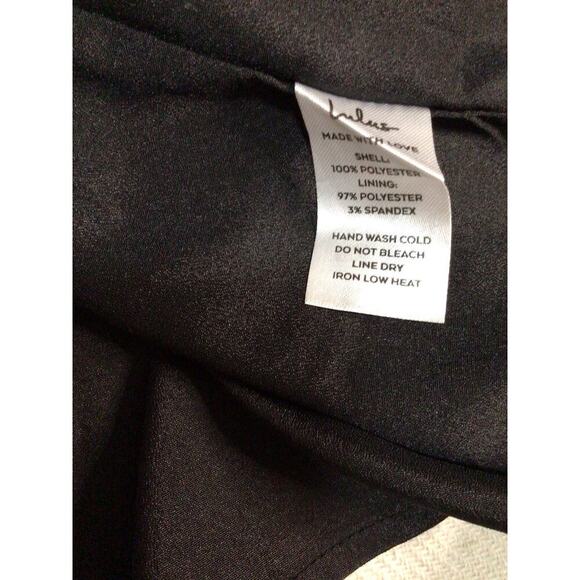 Lulus
MADE WITH LOVE
SHELL:
100% POLYESTER
LINING:
97% POLYESTER
3% SPANDEX
HAND WASH COLD
DO NOT BLEACH
LINE DRY
IRON LOW HEAT